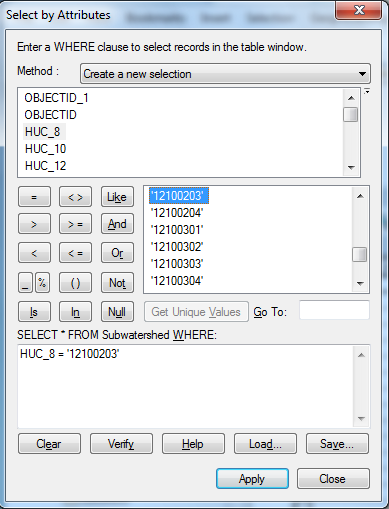 Select by Attributes
Enter a WHERE clause to select records in the table window.
Method : Create a new selection
OBJECTID_1
OBJECTID
HUC_8
HUC_10
HUC_12
= < > Like
> > = And
< < = Or
_ % ( ) Not
Is In Null
'12100203'
'12100204'
'12100301'
'12100302'
'12100303'
'12100304'
Get Unique Values Go To:
SELECT * FROM Subwatershed WHERE:
HUC_8 = '12100203'
Clear Verify Help Load... Save...
Apply Close